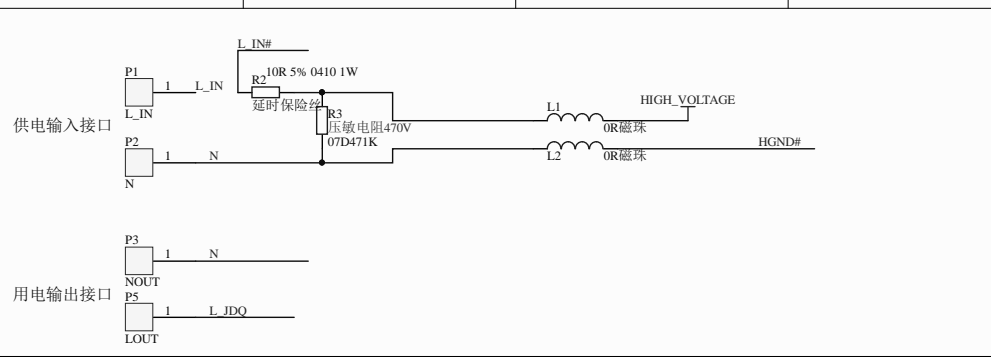 L_IN#
P1
1
L_IN
R2
10R 5% 0410 1W
延时保险丝
L_IN
供电输入接口
R3
压敏电阻470V
07D471K
L1
0R磁珠
HIGH_VOLTAGE
P2
1
N
N
L2
0R磁珠
HGND#
P3
1
N
NOUT
用电输出接口
P5
1
L_JDQ
LOUT